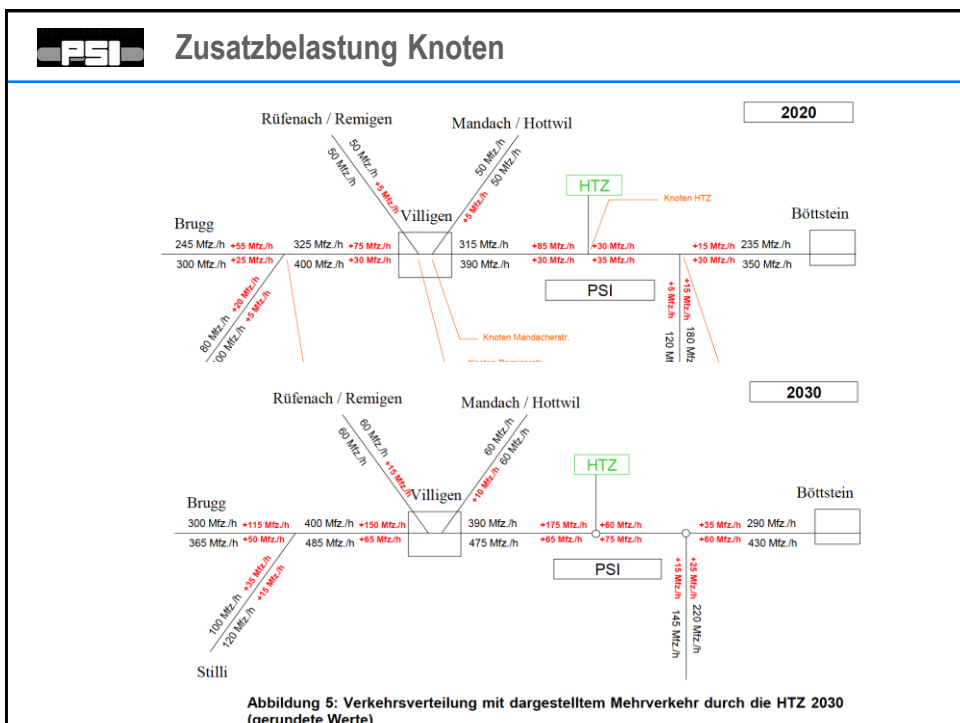 PSI
Zusatzbelastung Knoten
2020
Rüfenach / Remigen
Mandach / Hottwil
50 Mfz./h
50 Mfz./h
+5 Mfz./h
50 Mfz./h
50 Mfz./h
+5 Mfz./h
HTZ
Knoten HTZ
Brugg
Villigen
Böttstein
245 Mfz./h +55 Mfz./h 325 Mfz./h +75 Mfz./h 315 Mfz./h +85 Mfz./h +30 Mfz./h +15 Mfz./h 235 Mfz./h
300 Mfz./h +25 Mfz./h 400 Mfz./h +30 Mfz./h 390 Mfz./h +30 Mfz./h +35 Mfz./h +30 Mfz./h 350 Mfz./h
PSI
80 Mfz./h +20 Mfz./h
00 Mfz./h +5 Mfz./h
+5 Mfz./h 120 Mfz
+15 Mfz./h 180 Mfz
Knoten Mandacherstr.
2030
Rüfenach / Remigen
Mandach / Hottwil
60 Mfz./h
60 Mfz./h
+15 Mfz./h
60 Mfz./h
60 Mfz./h
+10 Mfz./h
HTZ
Brugg
Villigen
Böttstein
300 Mfz./h +115 Mfz./h 400 Mfz./h +150 Mfz./h 390 Mfz./h +175 Mfz./h +60 Mfz./h +35 Mfz./h 290 Mfz./h
365 Mfz./h +50 Mfz./h 485 Mfz./h +65 Mfz./h 475 Mfz./h +65 Mfz./h +75 Mfz./h +60 Mfz./h 430 Mfz./h
PSI
100 Mfz./h +35 Mfz./h
120 Mfz./h +15 Mfz./h
+15 Mfz./h 145 Mfz./h
+25 Mfz./h 220 Mfz./h
Stilli
Abbildung 5: Verkehrsverteilung mit dargestelltem Mehrverkehr durch die HTZ 2030
(gerundete Werte)